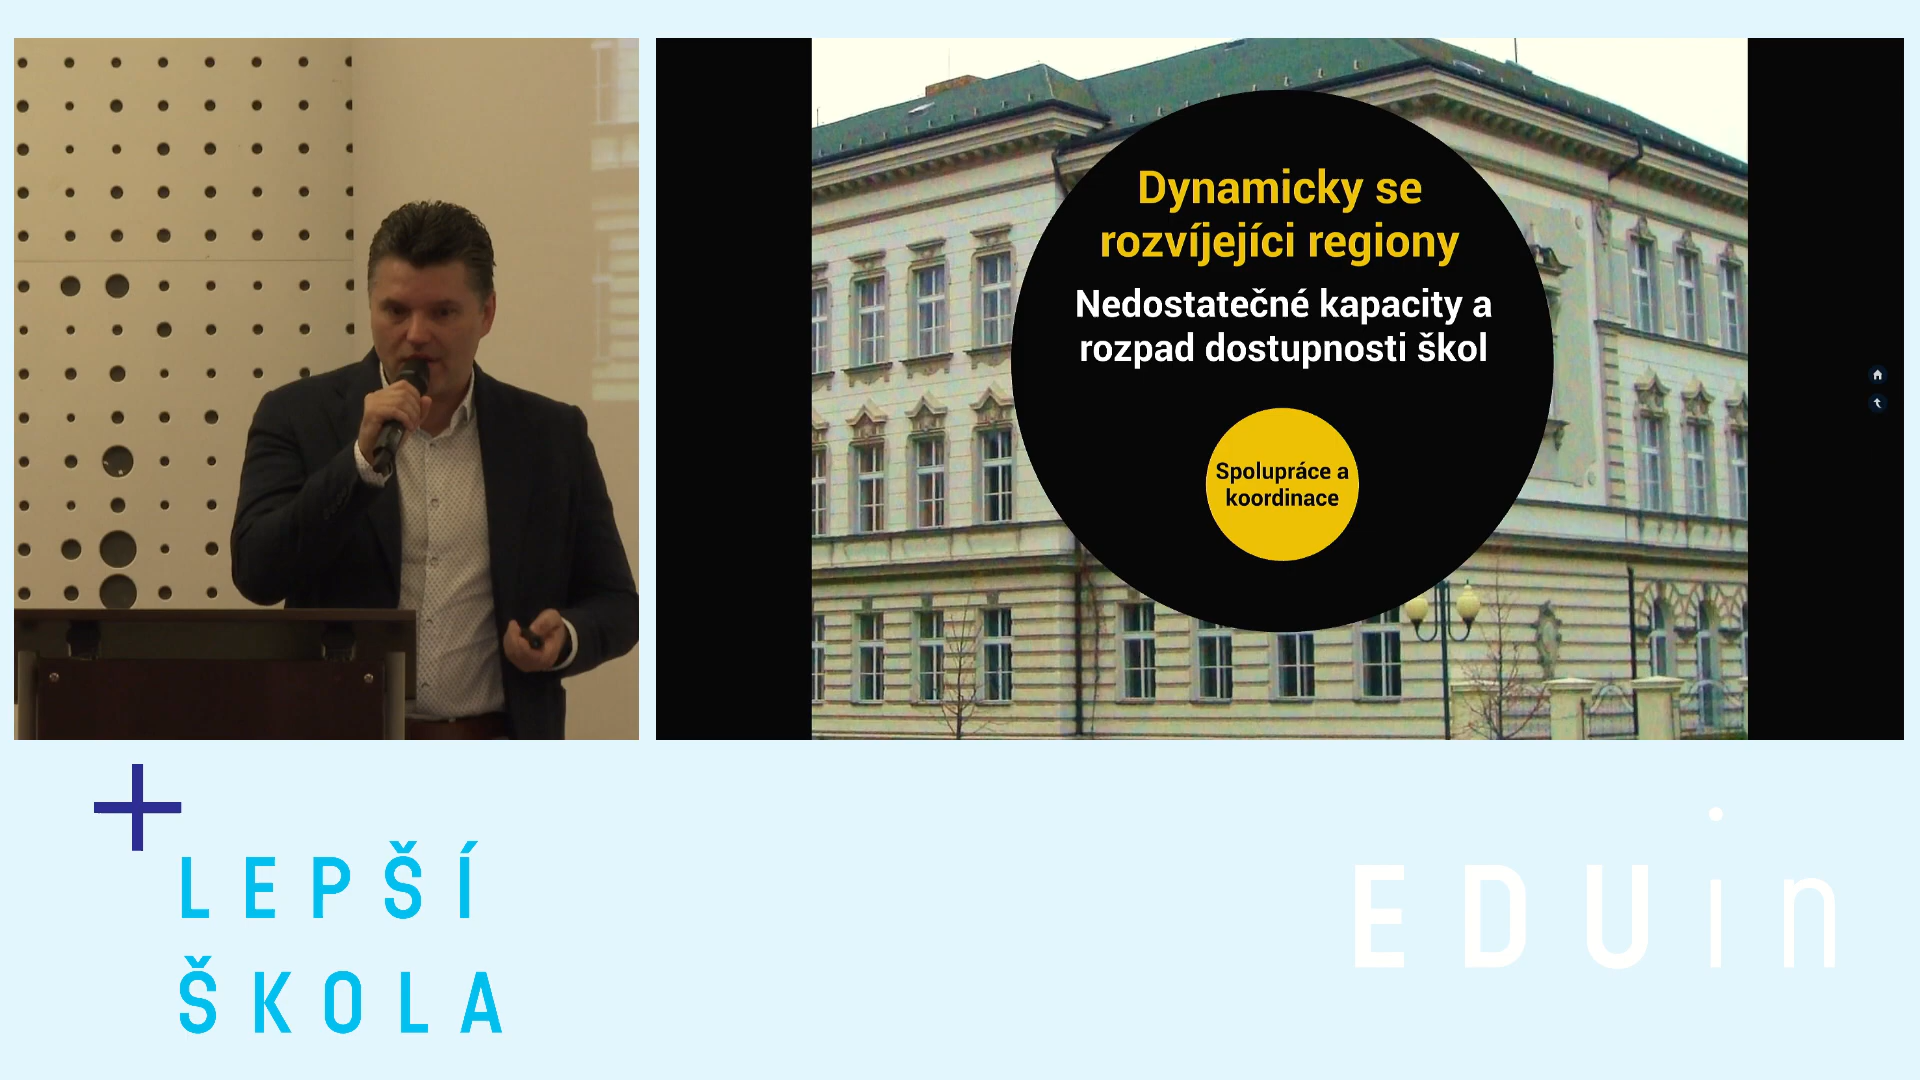 Dynamicky se
rozvíjejíci regiony
Nedostatečné kapacity a
rozpad dostupnosti škol
Spolupráce a
koordinace
LEPŠÍ
ŠKOLA
EDUin